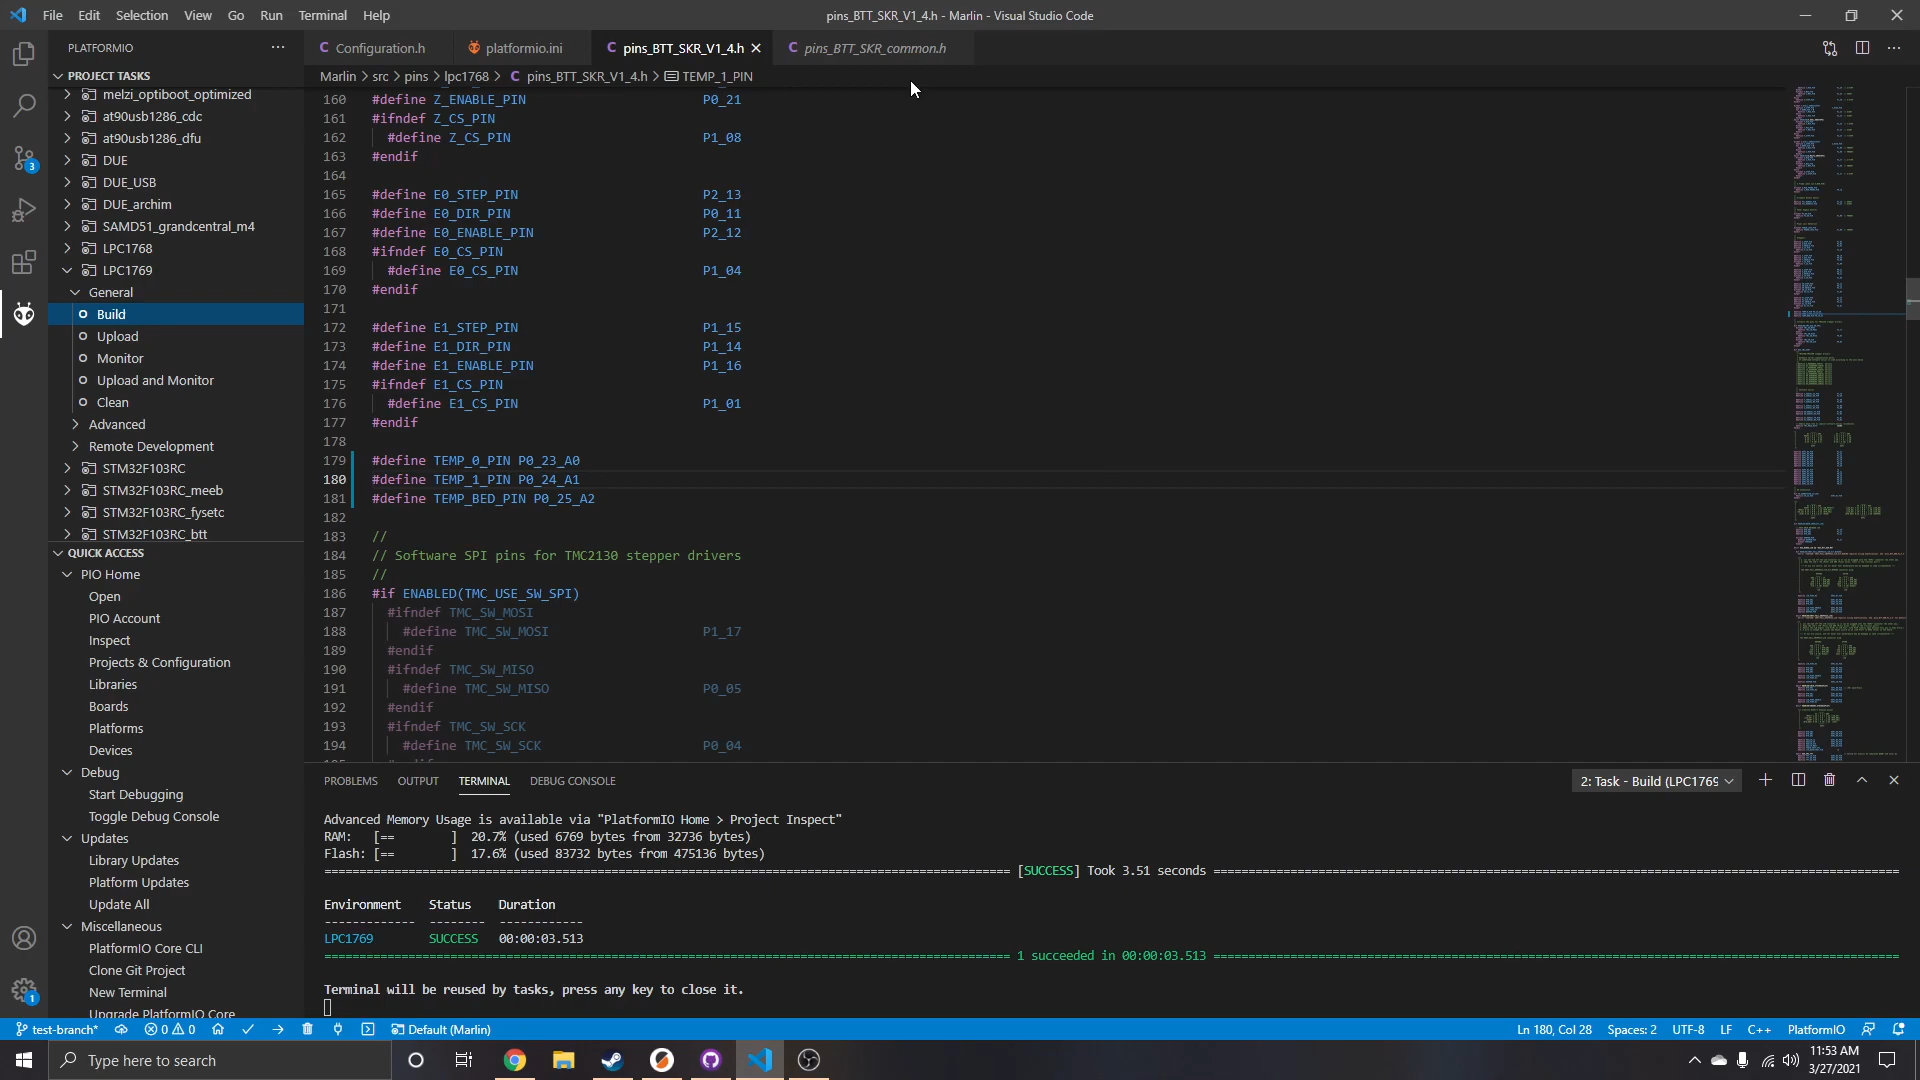 File Edit Selection View Go Run Terminal Help
pins_BTT_SKR_V1_4.h - Marlin - Visual Studio Code
PLATFORMIO
Configuration.h
platformio.ini
pins_BTT_SKR_V1_4.h
pins_BTT_SKR_common.h
Marlin > src > pins > lpc1768 > pins_BTT_SKR_V1_4.h > TEMP_1_PIN
PROJECT TASKS
melzi_optiboot_optimized
at90usb1286_cdc
at90usb1286_dfu
DUE
DUE_USB
DUE_archim
SAMD51_grandcentral_m4
LPC1768
LPC1769
General
Build
Upload
Monitor
Upload and Monitor
Clean
Advanced
Remote Development
STM32F103RC
STM32F103RC_meeb
STM32F103RC_fysetc
STM32F103RC_btt
QUICK ACCESS
PIO Home
Open
PIO Account
Inspect
Projects & Configuration
Libraries
Boards
Platforms
Devices
Debug
Start Debugging
Toggle Debug Console
Updates
Library Updates
Platform Updates
Update All
Miscellaneous
PlatformIO Core CLI
Clone Git Project
New Terminal
Upgrade PlatformIO Core
160 #define Z_ENABLE_PIN P0_21
161 #ifndef Z_CS_PIN
162 #define Z_CS_PIN P1_08
163 #endif
164
165 #define E0_STEP_PIN P2_13
166 #define E0_DIR_PIN P0_11
167 #define E0_ENABLE_PIN P2_12
168 #ifndef E0_CS_PIN
169 #define E0_CS_PIN P1_04
170 #endif
171
172 #define E1_STEP_PIN P1_15
173 #define E1_DIR_PIN P1_14
174 #define E1_ENABLE_PIN P1_16
175 #ifndef E1_CS_PIN
176 #define E1_CS_PIN P1_01
177 #endif
178
179 #define TEMP_0_PIN P0_23_A0
180 #define TEMP_1_PIN P0_24_A1
181 #define TEMP_BED_PIN P0_25_A2
182
183 //
184 // Software SPI pins for TMC2130 stepper drivers
185 //
186 #if ENABLED(TMC_USE_SW_SPI)
187 #ifndef TMC_SW_MOSI
188 #define TMC_SW_MOSI P1_17
189 #endif
190 #ifndef TMC_SW_MISO
191 #define TMC_SW_MISO P0_05
192 #endif
193 #ifndef TMC_SW_SCK
194 #define TMC_SW_SCK P0_04
PROBLEMS OUTPUT TERMINAL DEBUG CONSOLE
2: Task - Build (LPC1769
Advanced Memory Usage is available via "PlatformIO Home > Project Inspect"
RAM: [== ] 20.7% (used 6769 bytes from 32736 bytes)
Flash: [== ] 17.6% (used 83732 bytes from 475136 bytes)
[SUCCESS] Took 3.51 seconds
Environment Status Duration
LPC1769 SUCCESS 00:00:03.513
1 succeeded in 00:00:03.513
Terminal will be reused by tasks, press any key to close it.
3
1
test-branch* 0 0 Default (Marlin)
Ln 180, Col 28 Spaces: 2 UTF-8 LF C++ PlatformIO
Type here to search
11:53 AM
3/27/2021